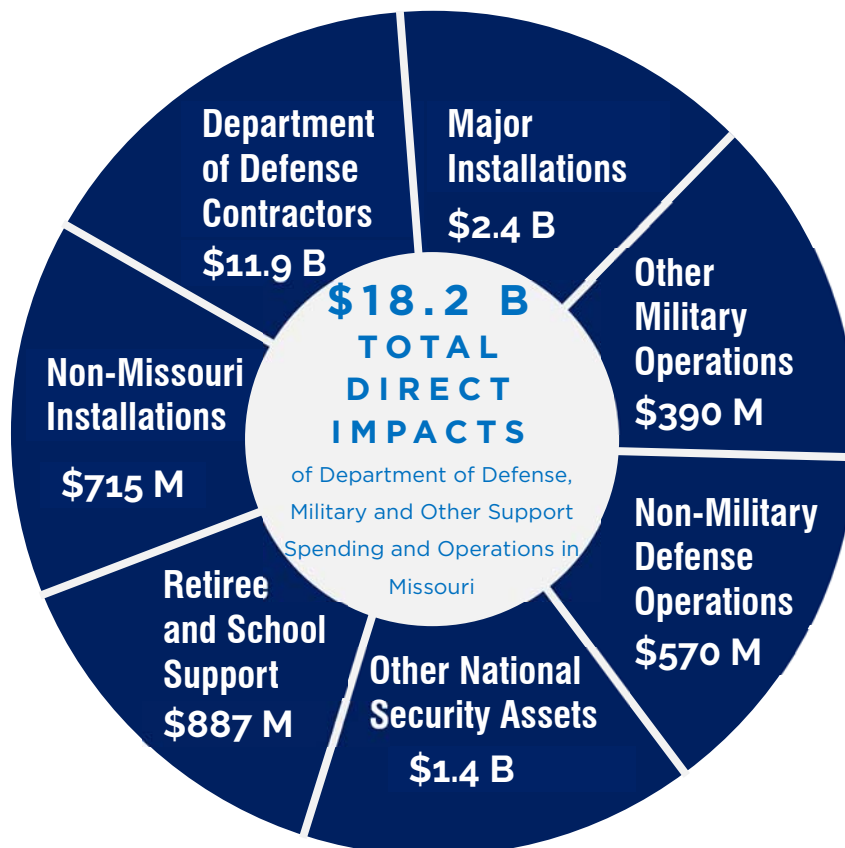 Department
of Defense
Contractors
$11.9 B
Major
Installations
$2.4 B
Other
Military
Operations
$390 M
Non-Military
Defense
Operations
$570 M
Other National
Security Assets
$1.4 B
Retiree
and School
Support
$887 M
Non-Missouri
Installations
$715 M
$18.2 B
TOTAL
DIRECT
IMPACTS
of Department of Defense,
Military and Other Support
Spending and Operations in
Missouri